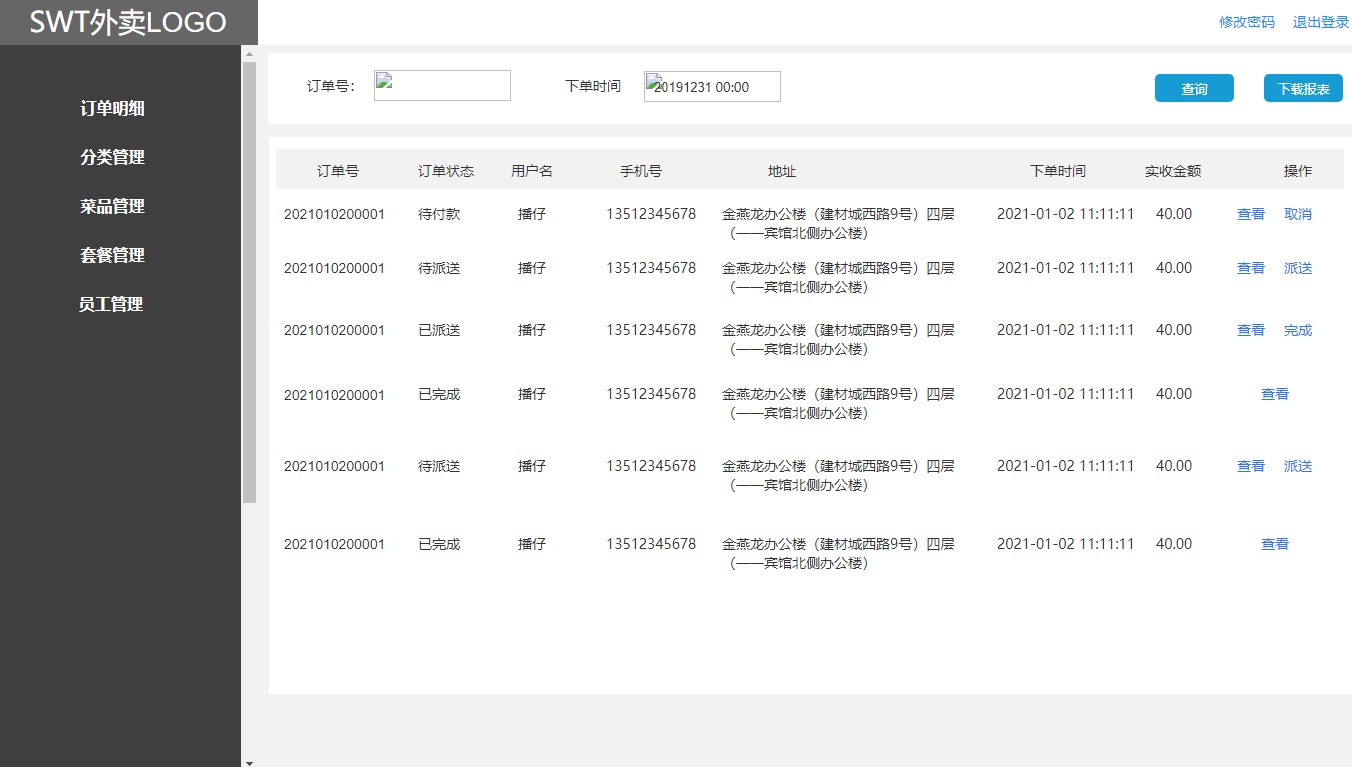 SWT外卖LOGO
修改密码 退出登录
订单明细
分类管理
菜品管理
套餐管理
员工管理
订单号： 下单时间 20191231 00:00 查询 下载报表
订单号 订单状态 用户名 手机号 地址 下单时间 实收金额 操作
2021010200001 待付款 播仔 13512345678 金燕龙办公楼（建材城西路9号）四层 2021-01-02 11:11:11 40.00 查看 取消
（一一宾馆北侧办公楼）
2021010200001 待派送 播仔 13512345678 金燕龙办公楼（建材城西路9号）四层 2021-01-02 11:11:11 40.00 查看 派送
（一一宾馆北侧办公楼）
2021010200001 已派送 播仔 13512345678 金燕龙办公楼（建材城西路9号）四层 2021-01-02 11:11:11 40.00 查看 完成
（一一宾馆北侧办公楼）
2021010200001 已完成 播仔 13512345678 金燕龙办公楼（建材城西路9号）四层 2021-01-02 11:11:11 40.00 查看
（一一宾馆北侧办公楼）
2021010200001 待派送 播仔 13512345678 金燕龙办公楼（建材城西路9号）四层 2021-01-02 11:11:11 40.00 查看 派送
（一一宾馆北侧办公楼）
2021010200001 已完成 播仔 13512345678 金燕龙办公楼（建材城西路9号）四层 2021-01-02 11:11:11 40.00 查看
（一一宾馆北侧办公楼）